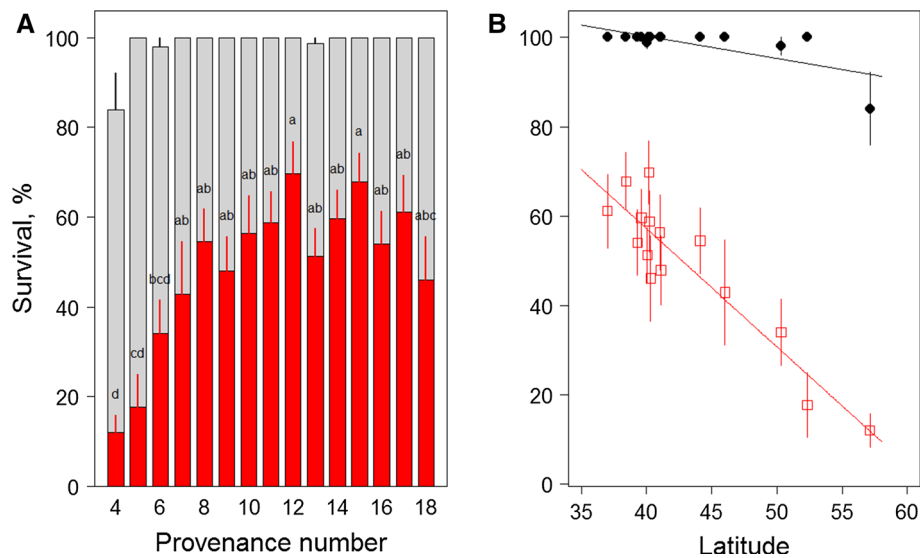 A
Survival, %
100
80
60
40
20
0
d
cd
bcd
ab
ab
ab
ab
ab
a
ab
ab
a
ab
ab
abc
4 6 8 10 12 14 16 18
Provenance number
B
100
80
60
40
20
0
35 40 45 50 55 60
Latitude